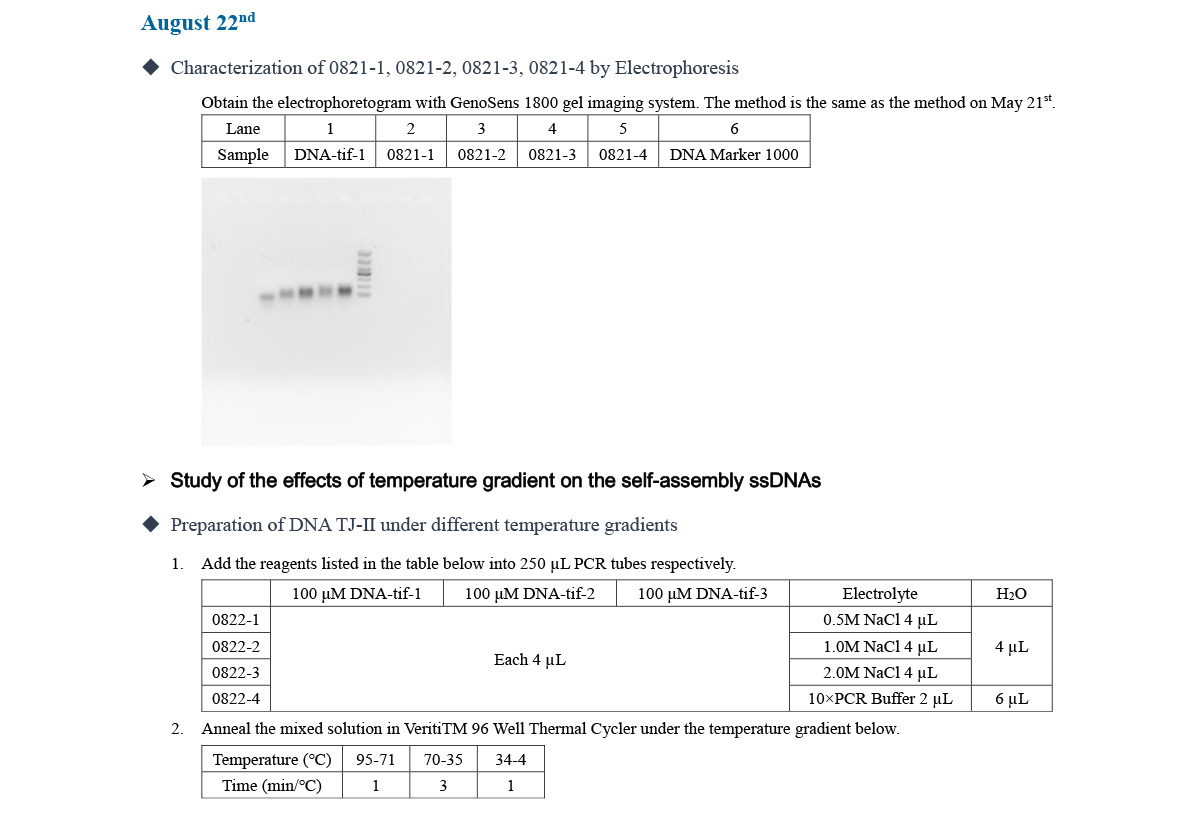 August 22nd
◆ Characterization of 0821-1, 0821-2, 0821-3, 0821-4 by Electrophoresis
Obtain the electrophoretogram with GenoSens 1800 gel imaging system. The method is the same as the method on May 21st.
Lane 1 2 3 4 5 6
Sample DNA-tif-1 0821-1 0821-2 0821-3 0821-4 DNA Marker 1000
➢ Study of the effects of temperature gradient on the self-assembly ssDNAs
◆ Preparation of DNA TJ-II under different temperature gradients
1. Add the reagents listed in the table below into 250 μL PCR tubes respectively.
100 μM DNA-tif-1 100 μM DNA-tif-2 100 μM DNA-tif-3 Electrolyte H2O
0822-1 0.5M NaCl 4 μL
0822-2 1.0M NaCl 4 μL 4 μL
Each 4 μL
0822-3 2.0M NaCl 4 μL
0822-4 10×PCR Buffer 2 μL 6 μL
2. Anneal the mixed solution in VeritiTM 96 Well Thermal Cycler under the temperature gradient below.
Temperature (°C) 95-71 70-35 34-4
Time (min/°C) 1 3 1